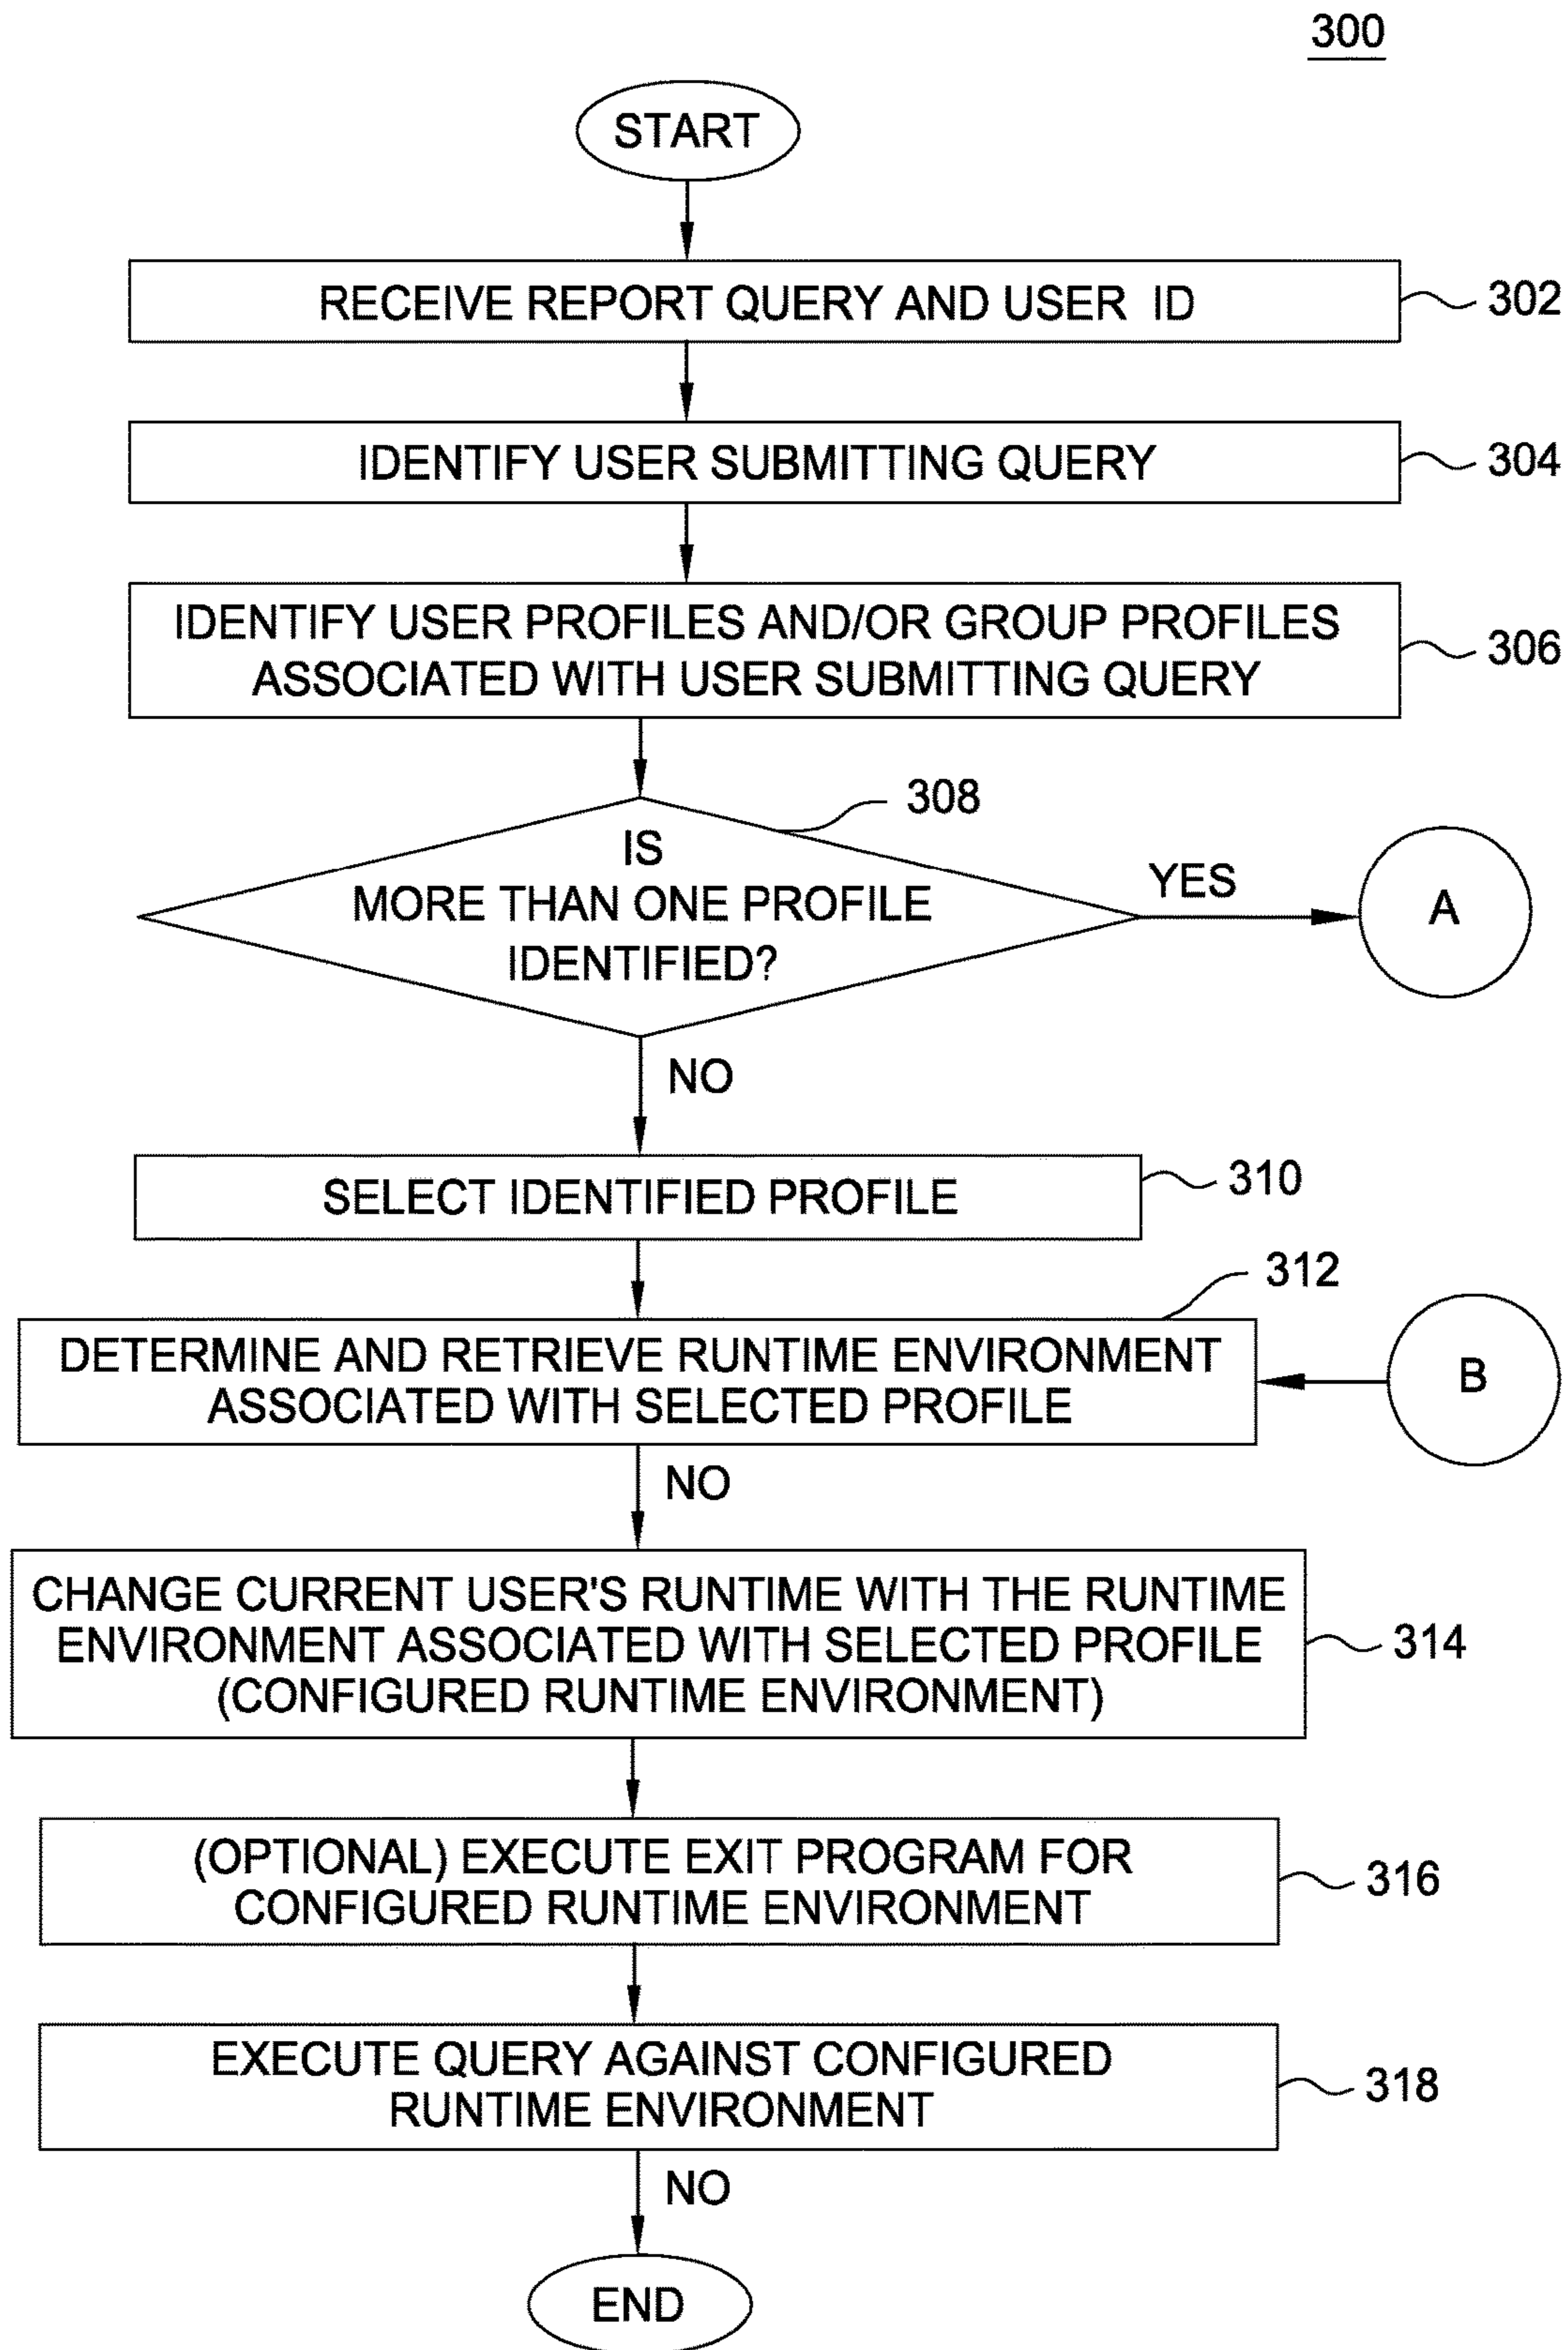 300
START
RECEIVE REPORT QUERY AND USER ID
302
IDENTIFY USER SUBMITTING QUERY
304
IDENTIFY USER PROFILES AND/OR GROUP PROFILES
ASSOCIATED WITH USER SUBMITTING QUERY
306
308
IS
MORE THAN ONE PROFILE
IDENTIFIED?
YES
A
NO
SELECT IDENTIFIED PROFILE
310
312
DETERMINE AND RETRIEVE RUNTIME ENVIRONMENT
ASSOCIATED WITH SELECTED PROFILE
B
NO
CHANGE CURRENT USER'S RUNTIME WITH THE RUNTIME
ENVIRONMENT ASSOCIATED WITH SELECTED PROFILE
(CONFIGURED RUNTIME ENVIRONMENT)
314
(OPTIONAL) EXECUTE EXIT PROGRAM FOR
CONFIGURED RUNTIME ENVIRONMENT
316
EXECUTE QUERY AGAINST CONFIGURED
RUNTIME ENVIRONMENT
318
NO
END